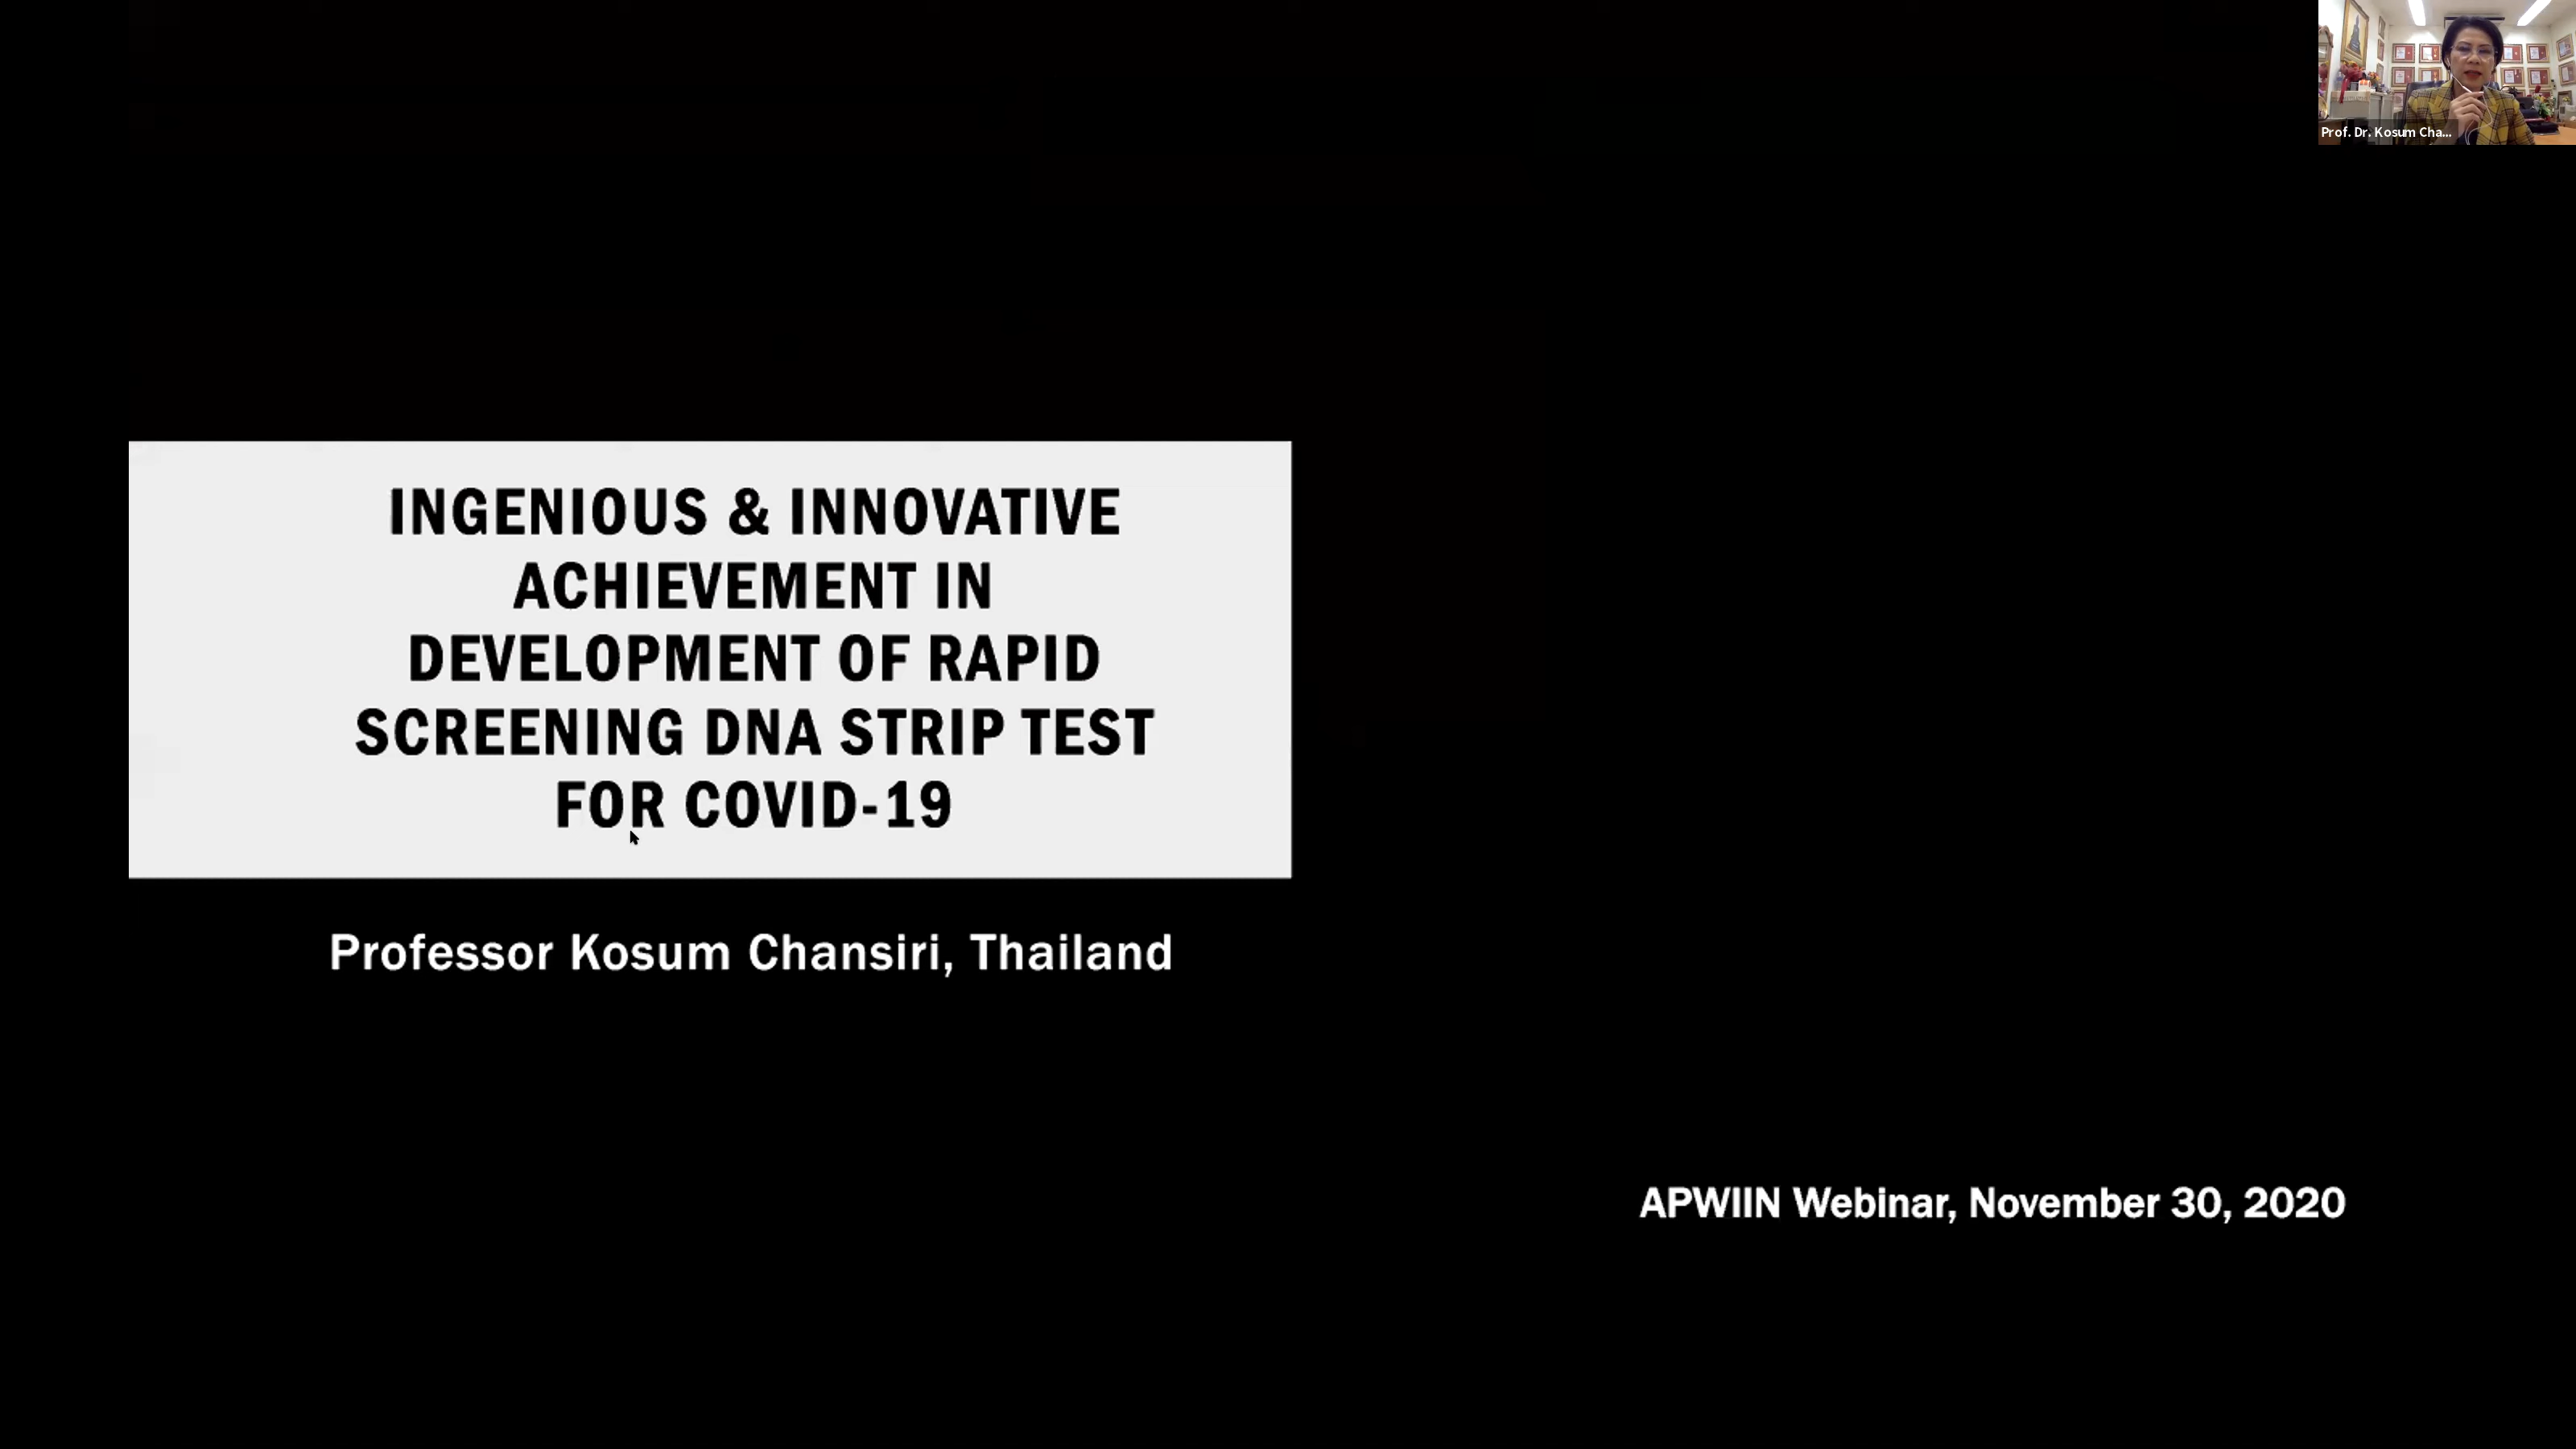 Prof. Dr. Kosum Cha...
INGENIOUS & INNOVATIVE
ACHIEVEMENT IN
DEVELOPMENT OF RAPID
SCREENING DNA STRIP TEST
FOR COVID-19
Professor Kosum Chansiri, Thailand
APWIIN Webinar, November 30, 2020